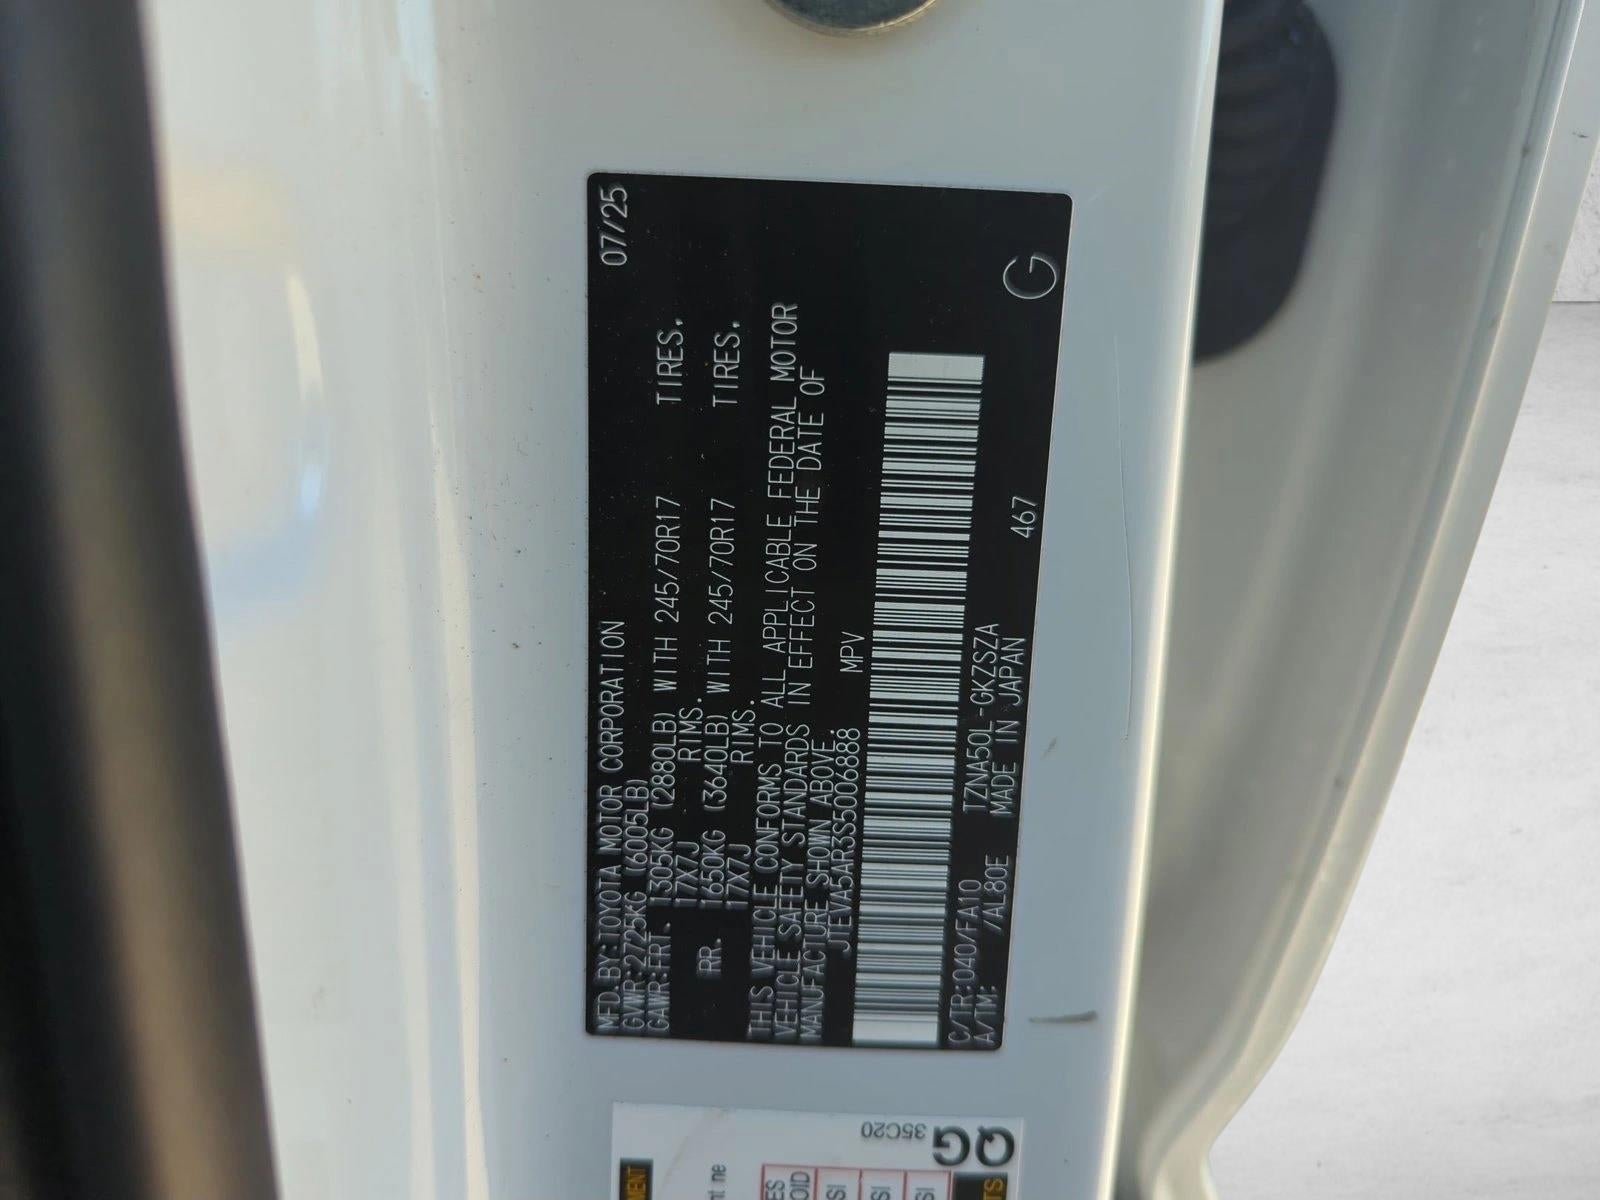 MFD. BY: TOYOTA MOTOR CORPORATION 07/25
GVWR: 2725KG (6005LB)
GAWR: FRT. 1305KG (2880LB) WITH 245/70R17 TIRES,
17X7J RIMS.
RR. 1650KG (3640LB) WITH 245/70R17 TIRES,
17X7J RIMS.
THIS VEHICLE CONFORMS TO ALL APPLICABLE FEDERAL MOTOR
VEHICLE SAFETY STANDARDS IN EFFECT ON THE DATE OF
MANUFACTURE SHOWN ABOVE.
JTEVA5AR3S5006888 MPV
C/TR: 040/FA10 TZNA50L-GKZSZA
A/TM: /AL80E MADE IN JAPAN 467
G
QG
35C20